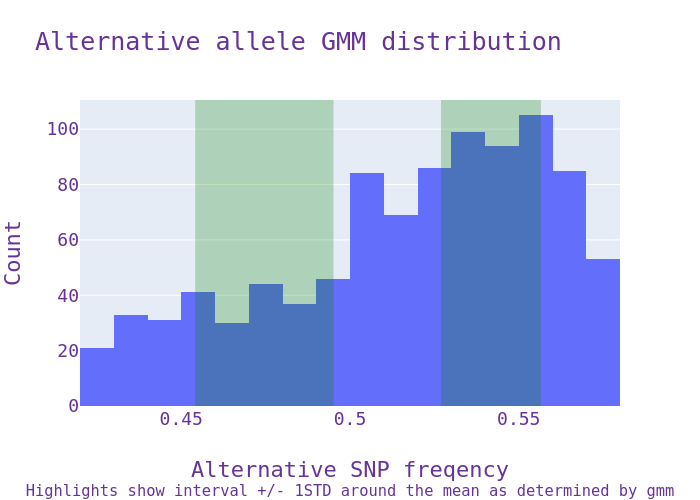 Alternative allele GMM distribution
100
80
60
40
20
0
Count
0.45
0.5
0.55
Alternative SNP freqency
Highlights show interval +/- 1STD around the mean as determined by gmm